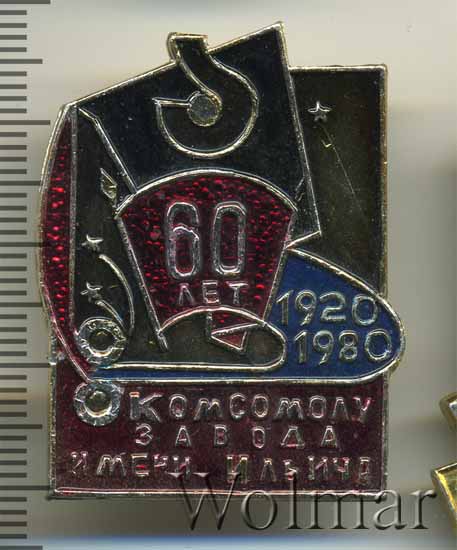 60
ЛЕТ
1920
1980
КОМСОМОЛУ
ЗАВОДА
ИМЕНИ ИЛЬИЧА
Wolmar